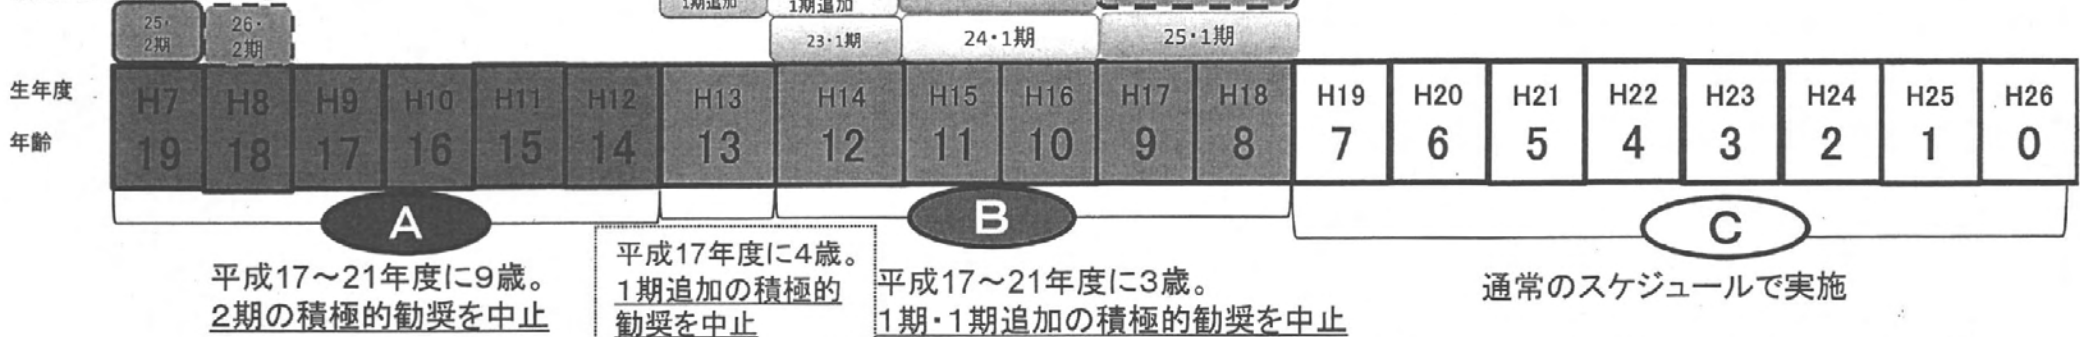 1期追加 1期追加
25・ 26・
2期 2期
23・1期 24・1期 25・1期
生年度 H7 H8 H9 H10 H11 H12 H13 H14 H15 H16 H17 H18 H19 H20 H21 H22 H23 H24 H25 H26
年齢 19 18 17 16 15 14 13 12 11 10 9 8 7 6 5 4 3 2 1 0
A B C
平成17～21年度に9歳。
2期の積極的勧奨を中止
平成17年度に4歳。
1期追加の積極的
勧奨を中止
平成17～21年度に3歳。
1期・1期追加の積極的勧奨を中止
通常のスケジュールで実施